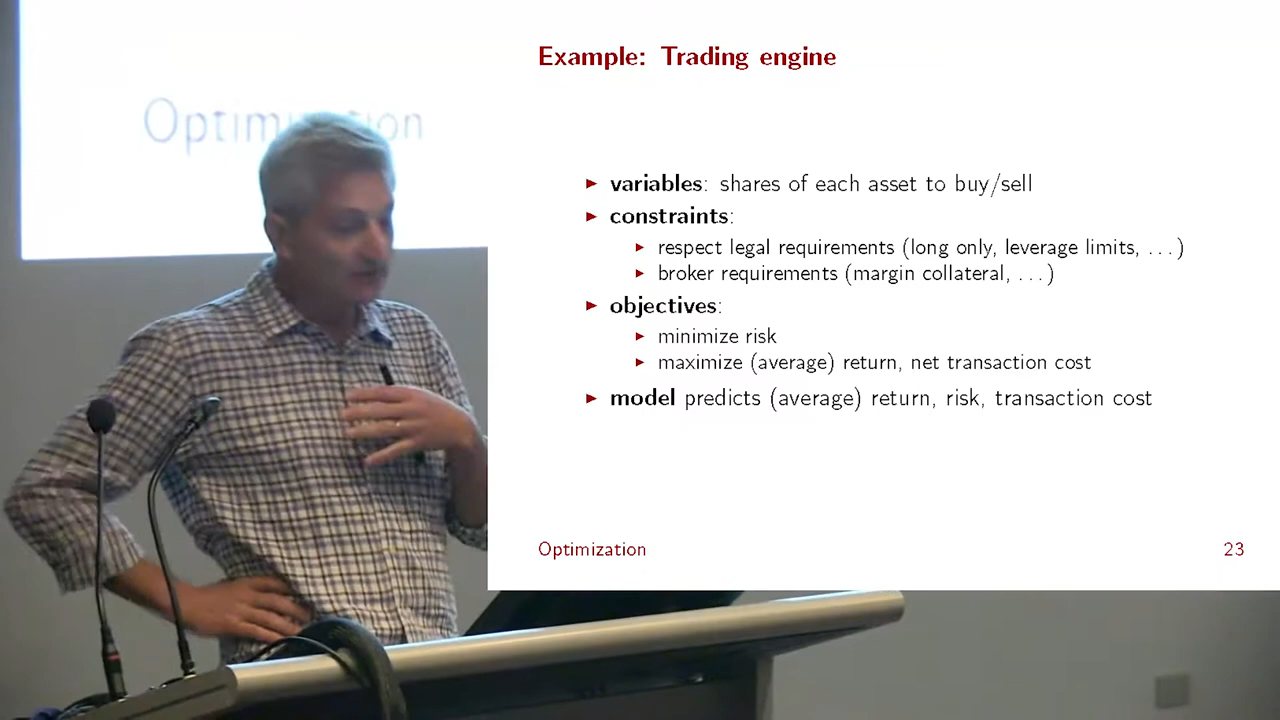 Optim on
Example: Trading engine
▶ variables: shares of each asset to buy/sell
▶ constraints:
▶ respect legal requirements (long only, leverage limits, ...)
▶ broker requirements (margin collateral, ...)
▶ objectives:
▶ minimize risk
▶ maximize (average) return, net transaction cost
▶ model predicts (average) return, risk, transaction cost
Optimization 23